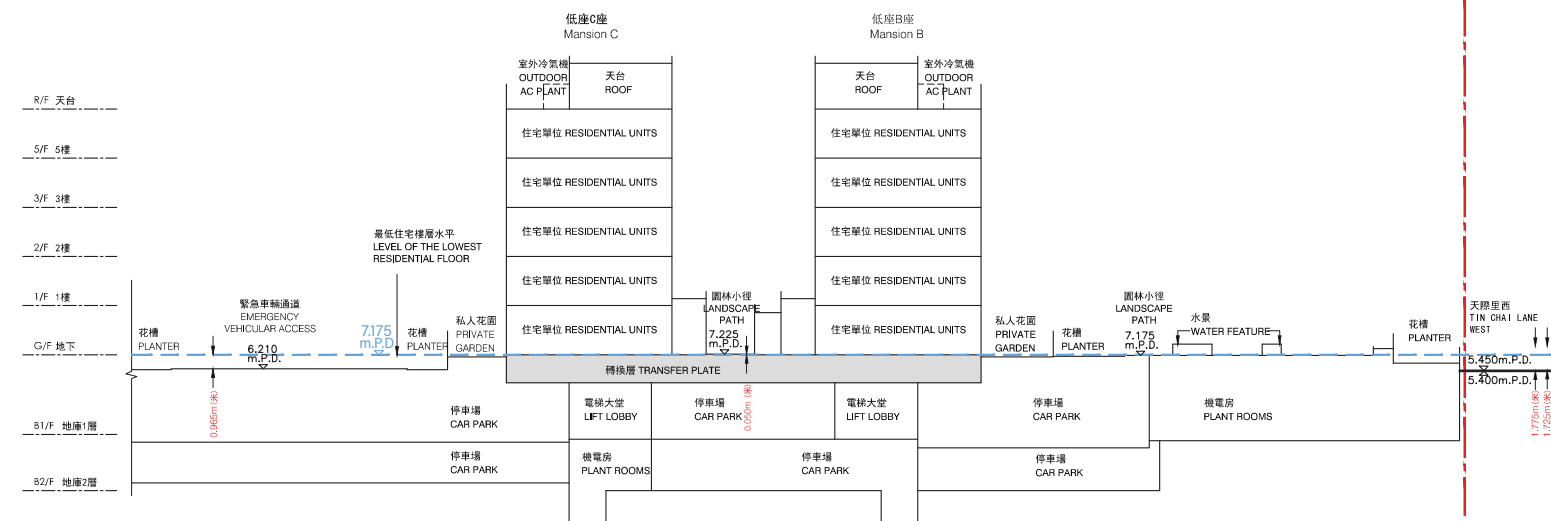 低座C座
Mansion C
低座B座
Mansion B
室外冷氣機
OUTDOOR
AC PLANT
天台
ROOF
天台
ROOF
室外冷氣機
OUTDOOR
AC PLANT
R/F 天台
住宅單位 RESIDENTIAL UNITS
住宅單位 RESIDENTIAL UNITS
5/F 5樓
住宅單位 RESIDENTIAL UNITS
住宅單位 RESIDENTIAL UNITS
3/F 3樓
住宅單位 RESIDENTIAL UNITS
住宅單位 RESIDENTIAL UNITS
2/F 2樓
最低住宅樓層水平
LEVEL OF THE LOWEST
RESIDENTIAL FLOOR
住宅單位 RESIDENTIAL UNITS
住宅單位 RESIDENTIAL UNITS
1/F 1樓
緊急車輛通道
EMERGENCY
VEHICULAR ACCESS
花槽
PLANTER
7.175
m.P.D.
花槽
PLANTER
私人花園
PRIVATE
GARDEN
住宅單位 RESIDENTIAL UNITS
園林小徑
LANDSCAPE
PATH
7.225
m.P.D.
住宅單位 RESIDENTIAL UNITS
私人花園
PRIVATE
GARDEN
花槽
PLANTER
園林小徑
LANDSCAPE
PATH
7.175
m.P.D.
水景
WATER FEATURE
花槽
PLANTER
天際里西
TIN CHAI LANE
WEST
G/F 地下
6.210
m.P.D.
5.450m.P.D.
5.400m.P.D.
轉換層 TRANSFER PLATE
0.965m(米)
0.050m(米)
1.775m(米)
1.725m(米)
停車場
CAR PARK
電梯大堂
LIFT LOBBY
停車場
CAR PARK
電梯大堂
LIFT LOBBY
停車場
CAR PARK
機電房
PLANT ROOMS
B1/F 地庫1層
停車場
CAR PARK
機電房
PLANT ROOMS
停車場
CAR PARK
停車場
CAR PARK
B2/F 地庫2層